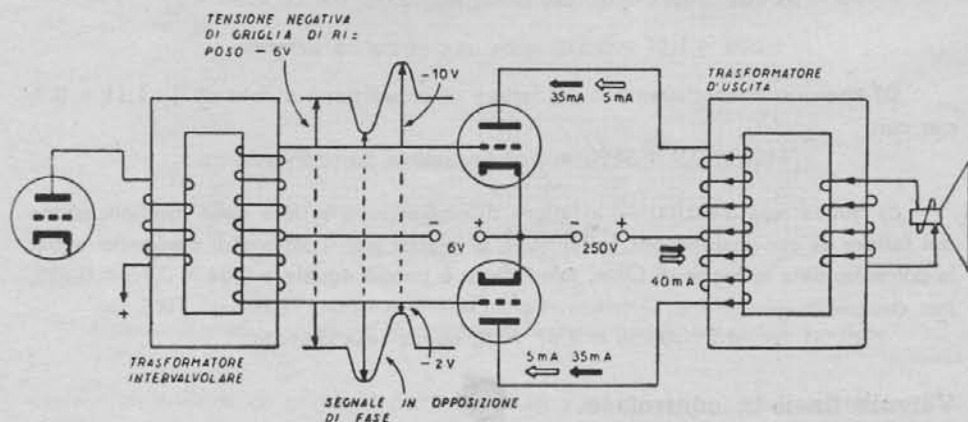 TENSIONE NEGATIVA
DI GRIGLIA DI RI=
POSO – 6V
–10V
35mA
5mA
TRASFORMATORE
D'USCITA
6V
250V
40mA
+
–2V
5mA
35mA
TRASFORMATORE
INTERVALVOLARE
SEGNALE IN OPPOSIZIONE
DI FASE